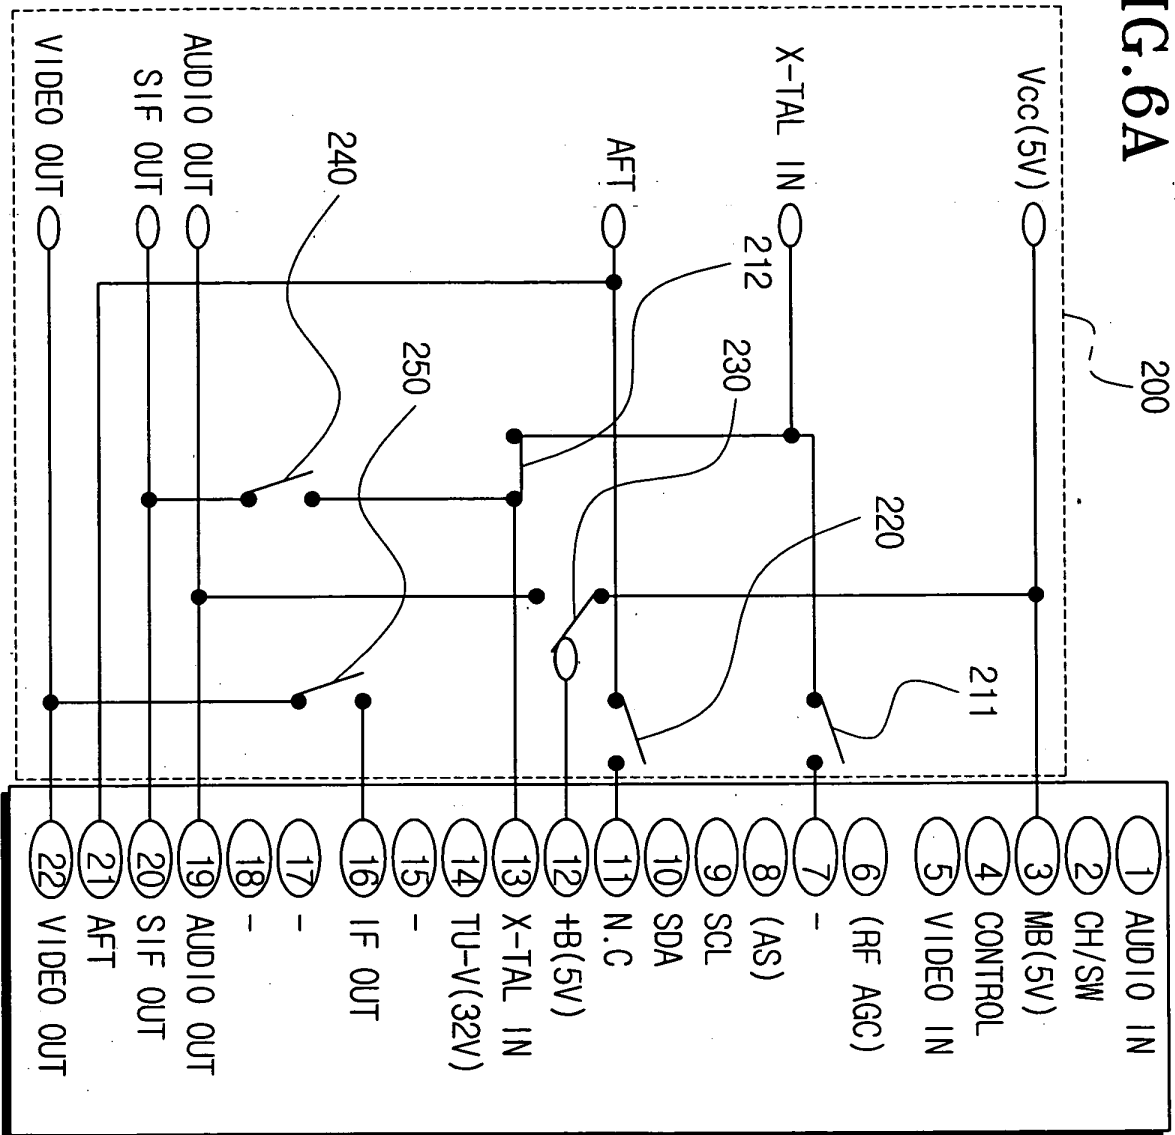 IG.6A
200
Vcc(5V)
X-TAL IN
AFT
AUDIO OUT
SIF OUT
VIDEO OUT
211
220
212
230
240
250
1 AUDIO IN
2 CH/SW
3 MB(5V)
4 CONTROL
5 VIDEO IN
6 (RF AGC)
7 -
8 (AS)
9 SCL
10 SDA
11 N.C
12 +B(5V)
13 X-TAL IN
14 TU-V(32V)
15 -
16 IF OUT
17 -
18 -
19 AUDIO OUT
20 SIF OUT
21 AFT
22 VIDEO OUT